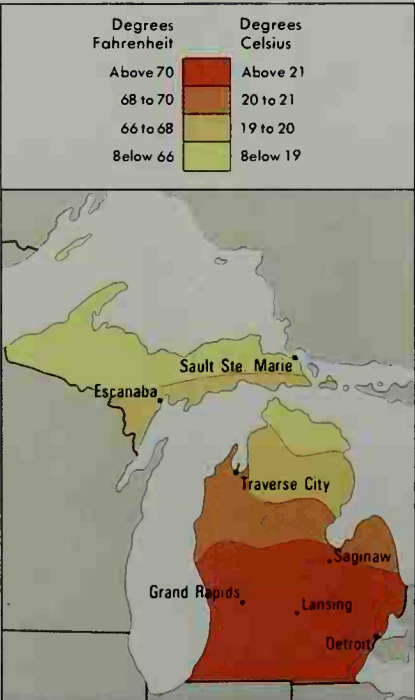 Degrees Fahrenheit
Degrees Celsius
Above 70
Above 21
68 to 70
20 to 21
66 to 68
19 to 20
Below 66
Below 19
Sault Ste. Marie
Escanaba
Traverse City
Saginaw
Grand Rapids
Lansing
Detroit